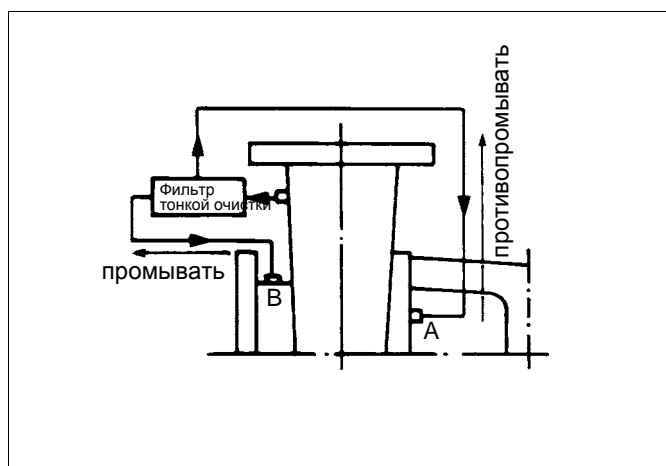 противопромывать
Фильтр
тонкой очистки
промывать
B
A